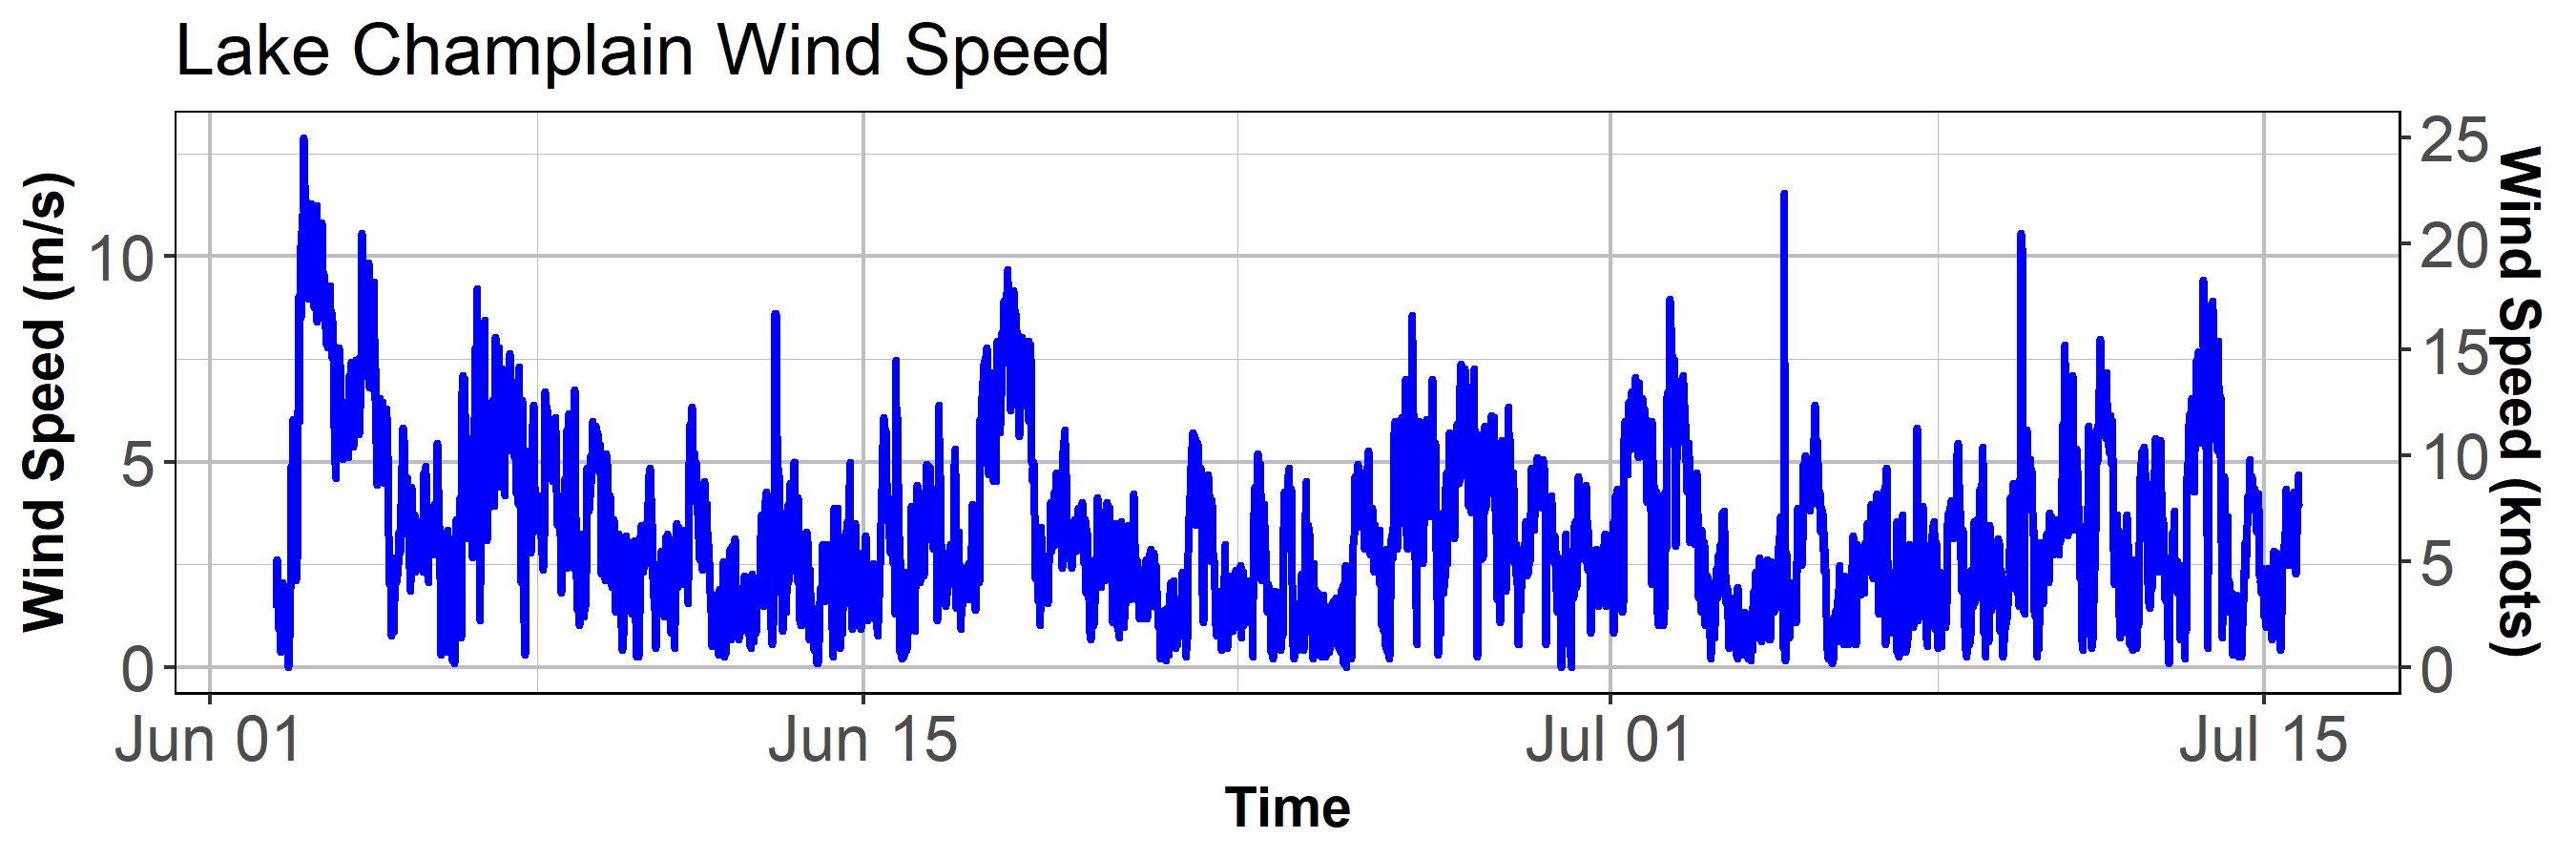 Lake Champlain Wind Speed
Wind Speed (m/s)
10
5
0
25
20
15
10
5
0
Wind Speed (knots)
Jun 01
Jun 15
Jul 01
Jul 15
Time